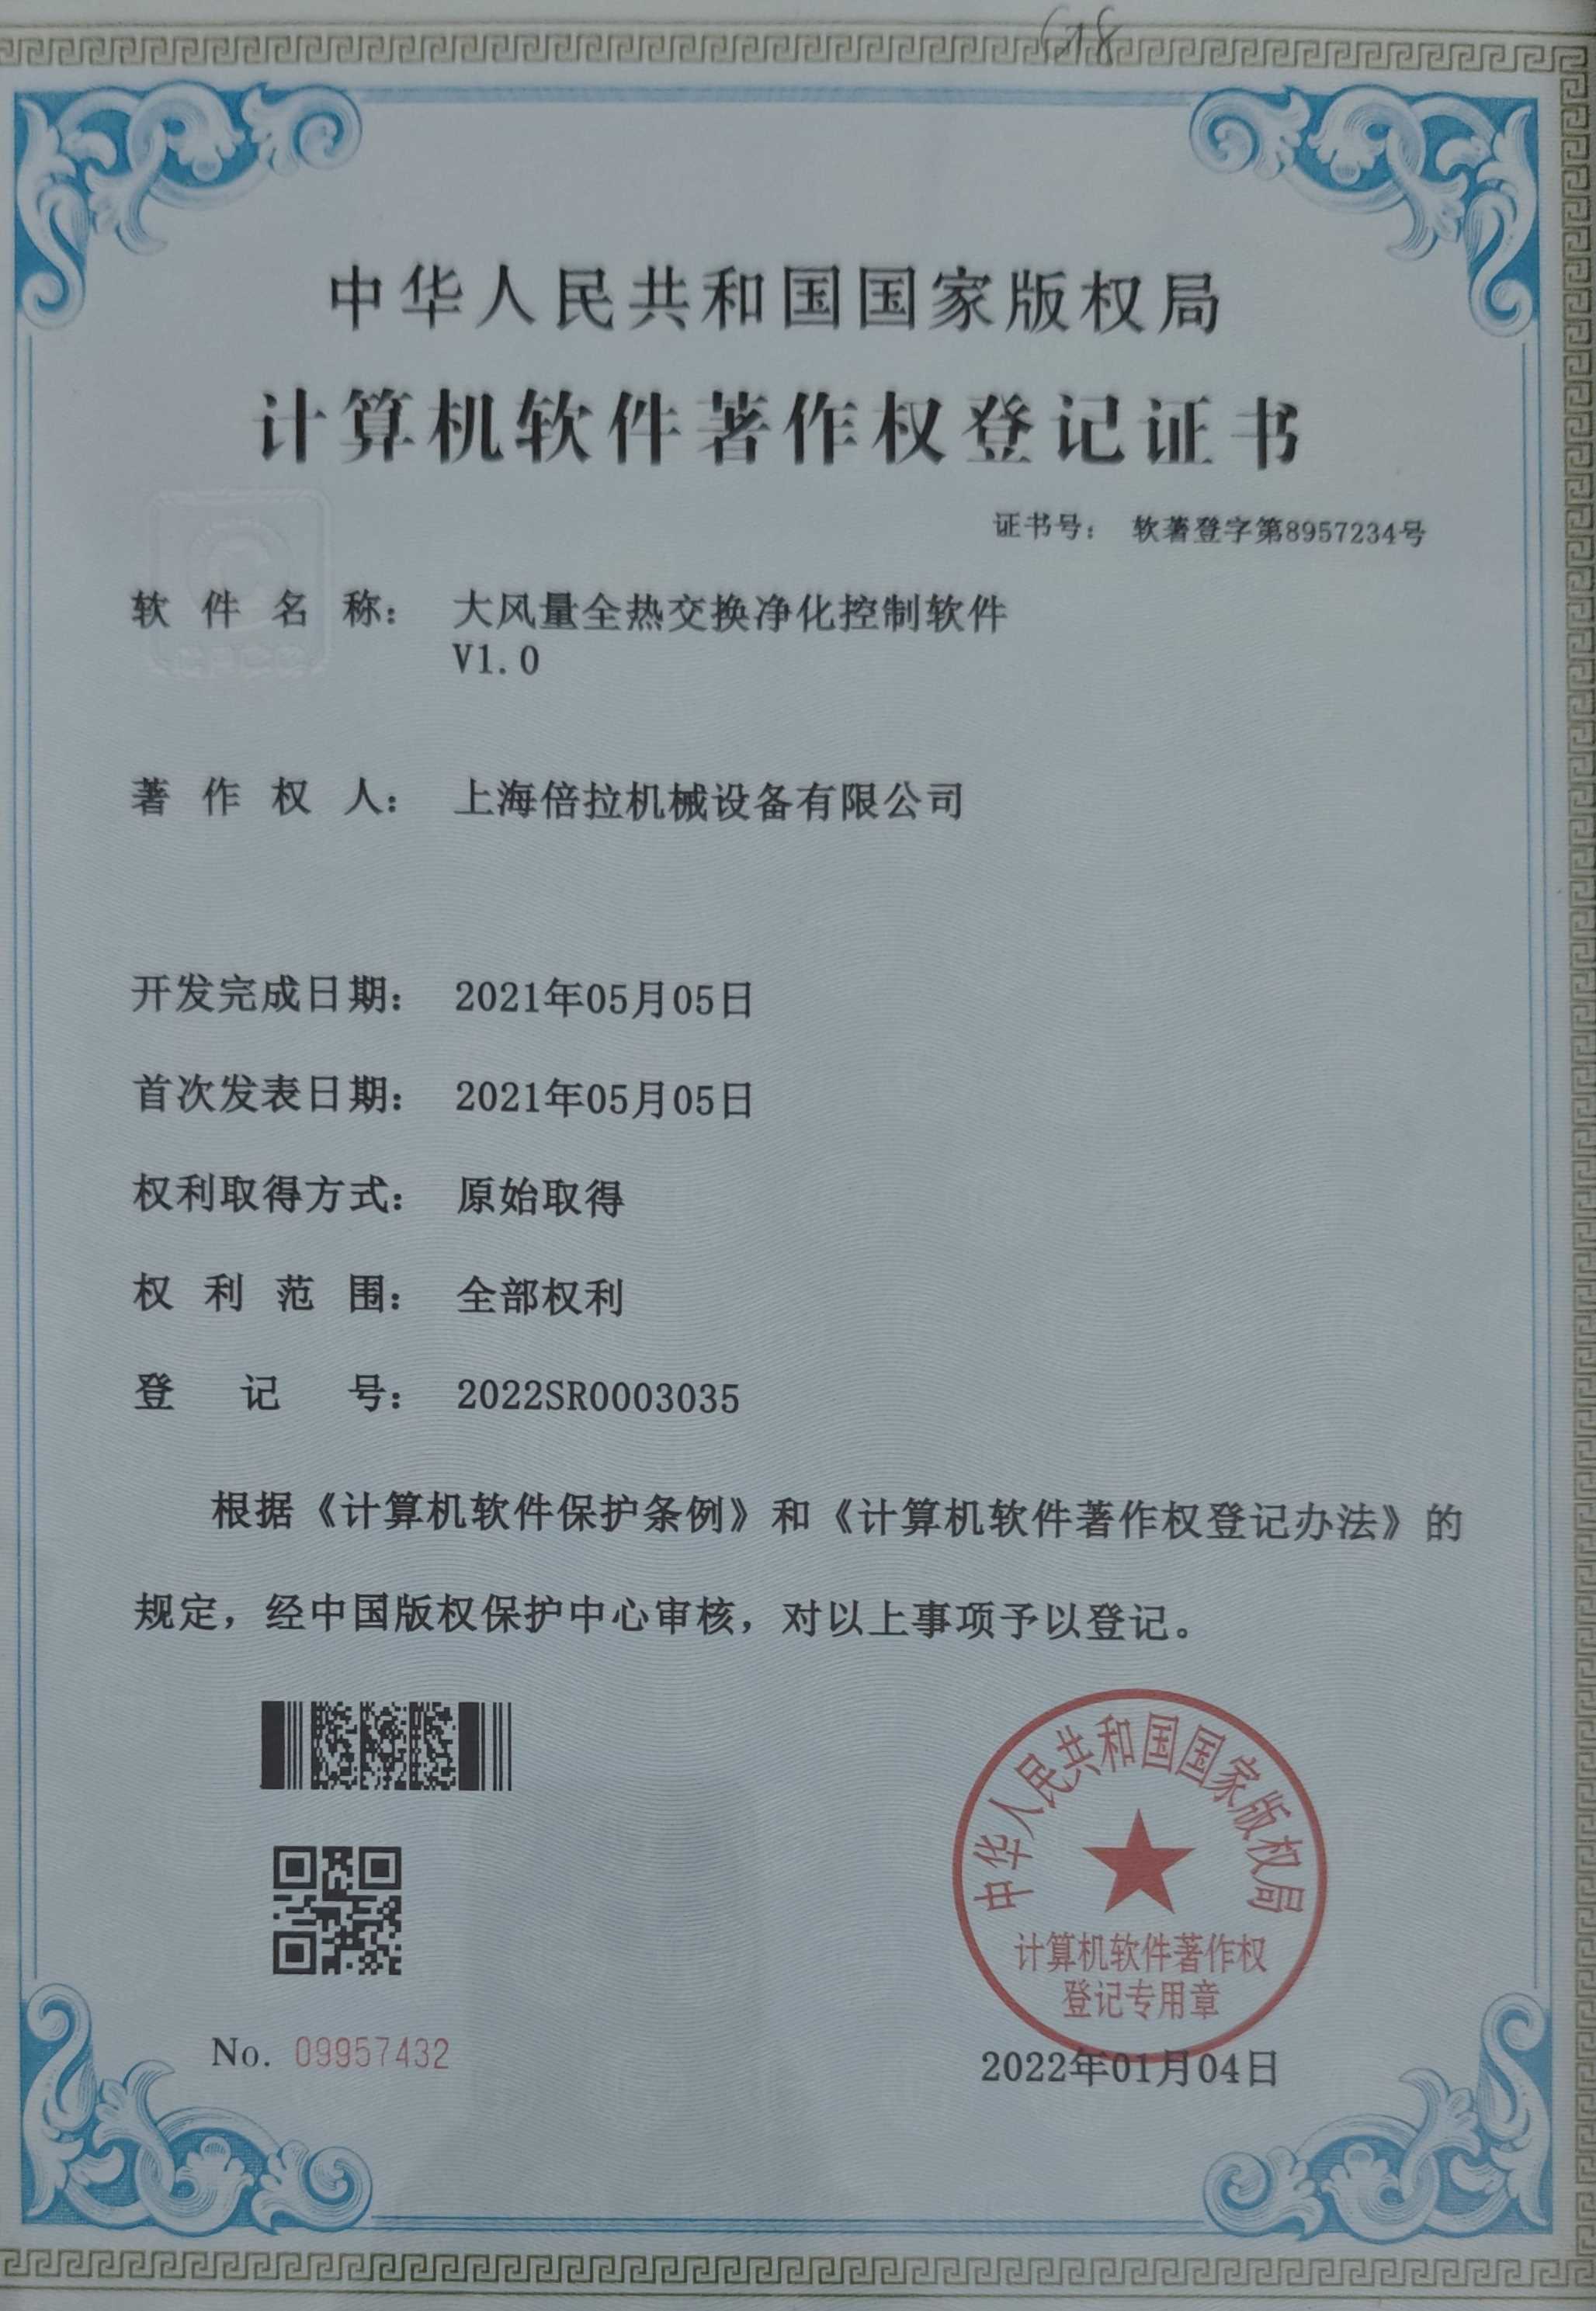 中华人民共和国国家版权局
计算机软件著作权登记证书
证书号： 软著登字第8957234号
软件名称： 大风量全热交换净化控制软件
V1.0
著作权人： 上海倍拉机械设备有限公司
开发完成日期： 2021年05月05日
首次发表日期： 2021年05月05日
权利取得方式： 原始取得
权利范围： 全部权利
登记号： 2022SR0003035
根据《计算机软件保护条例》和《计算机软件著作权登记办法》的
规定，经中国版权保护中心审核，对以上事项予以登记。
中华人民共和国国家版权局
计算机软件著作权
登记专用章
No. 09957432
2022年01月04日